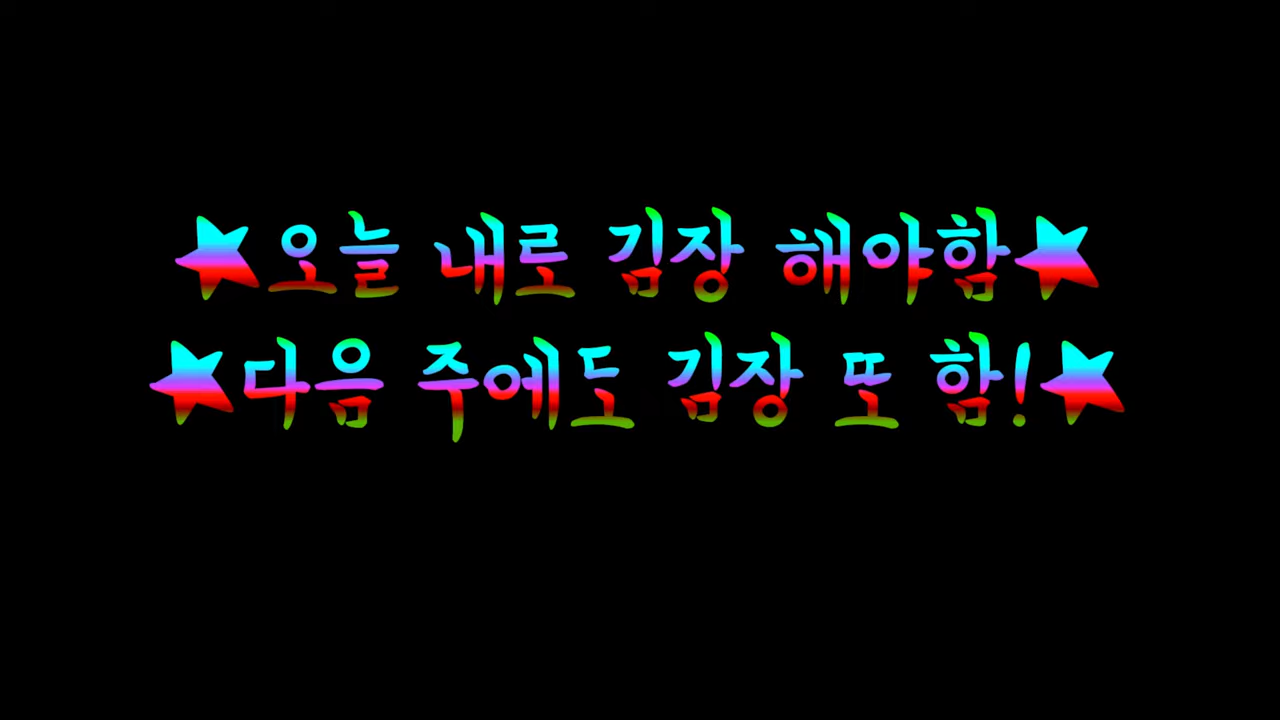 ★오늘 내로 김장 해야함★
★다음 주에도 김장 또 함!★